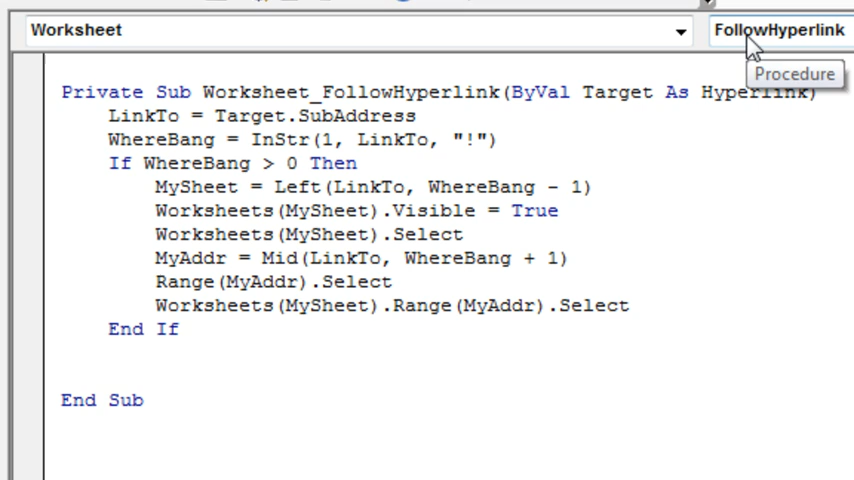 Worksheet
FollowHyperlink
Procedure
Private Sub Worksheet_FollowHyperlink(ByVal Target As Hyperlink)
LinkTo = Target.SubAddress
WhereBang = InStr(1, LinkTo, "!")
If WhereBang > 0 Then
MySheet = Left(LinkTo, WhereBang - 1)
Worksheets(MySheet).Visible = True
Worksheets(MySheet).Select
MyAddr = Mid(LinkTo, WhereBang + 1)
Range(MyAddr).Select
Worksheets(MySheet).Range(MyAddr).Select
End If
End Sub